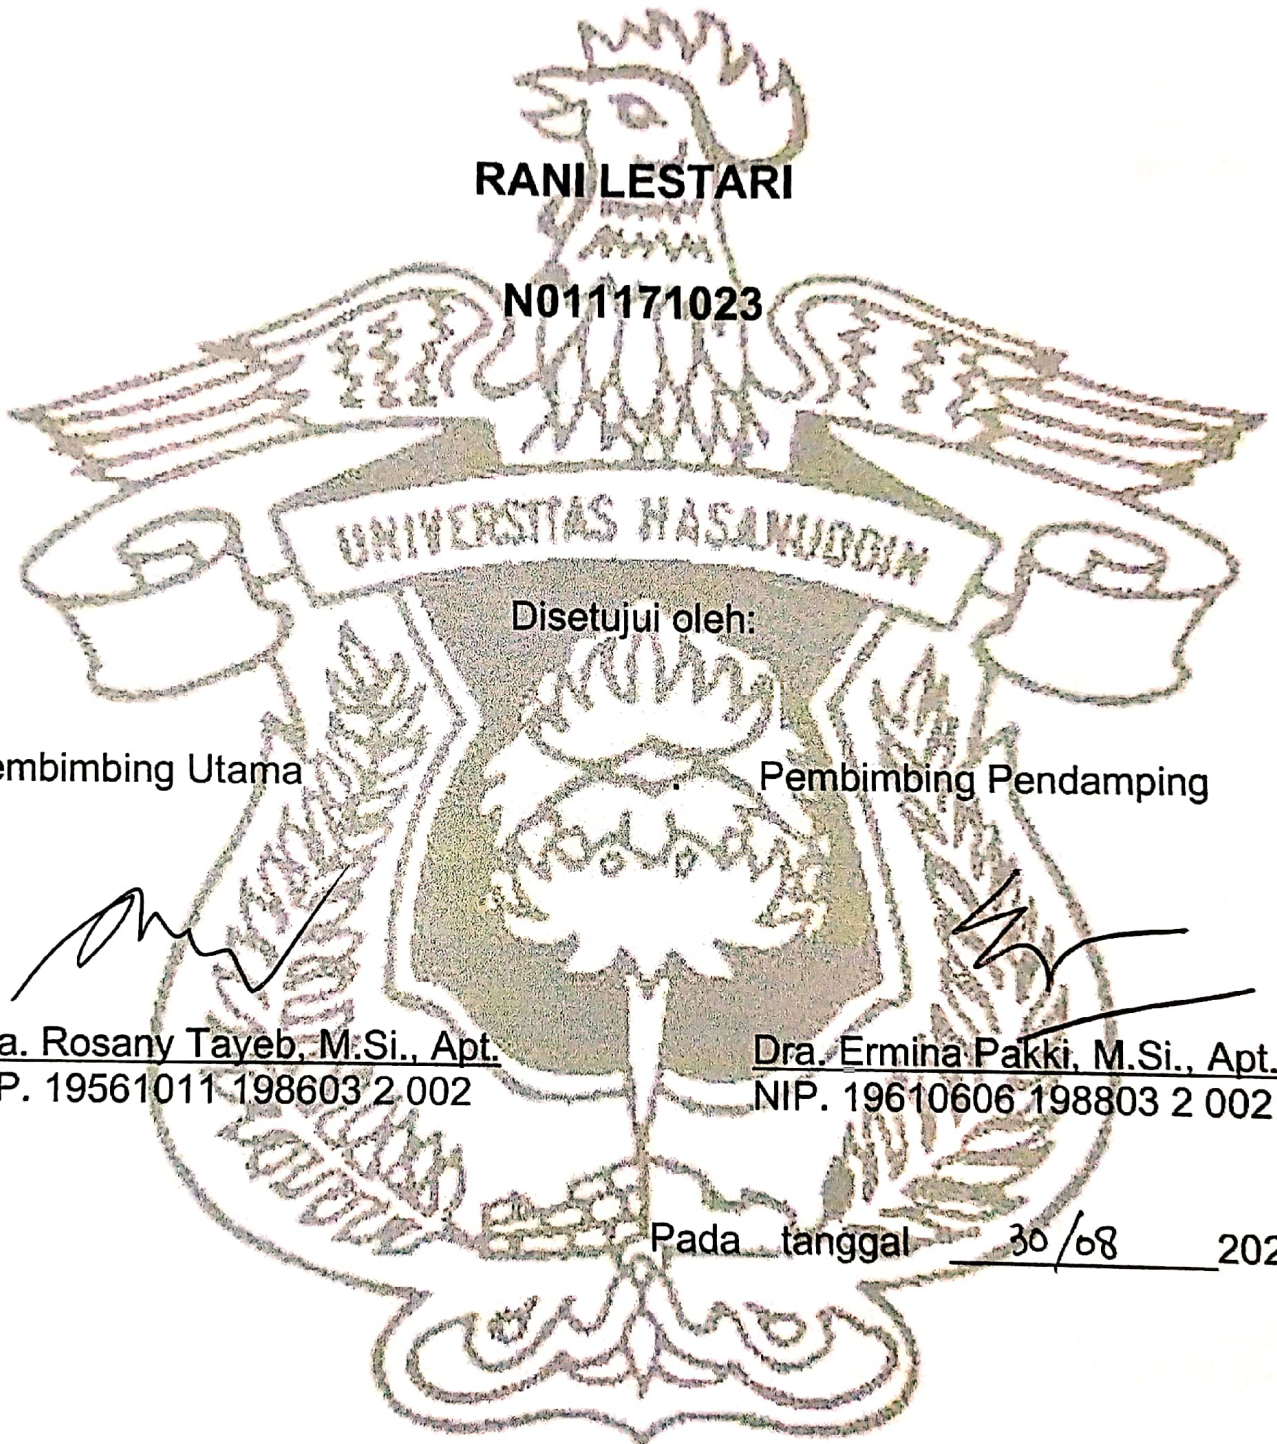 RANI LESTARI
N011171023
UNIVERSITAS HASANUDDIN
Disetujui oleh:
embimbing Utama Pembimbing Pendamping
a. Rosany Tayeb, M.Si., Apt. Dra. Ermina Pakki, M.Si., Apt.
P. 19561011 198603 2 002 NIP. 19610606 198803 2 002
Pada tanggal 30/08 202